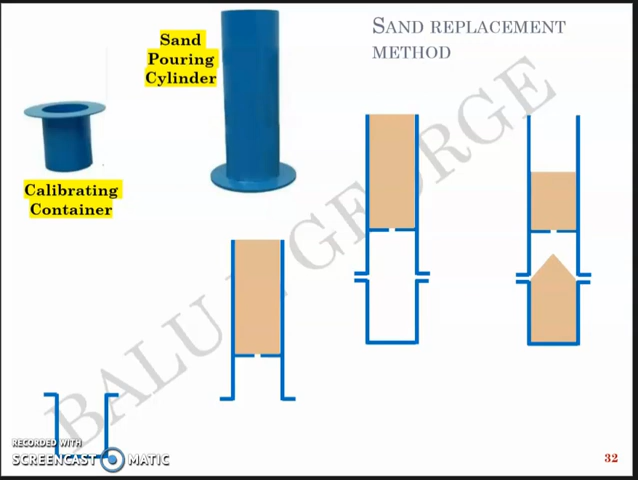 Sand
Pouring
Cylinder
SAND REPLACEMENT
METHOD
Calibrating
Container
BALU GEORGE
RECORDED WITH
SCREENCAST MATIC
32